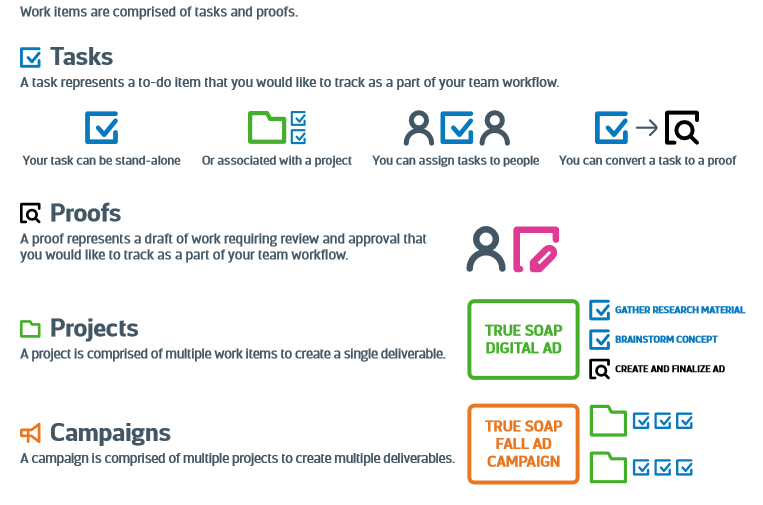 Work items are comprised of tasks and proofs.
Tasks
A task represents a to-do item that you would like to track as a part of your team workflow.
Your task can be stand-alone
Or associated with a project
You can assign tasks to people
You can convert a task to a proof
Proofs
A proof represents a draft of work requiring review and approval that
you would like to track as a part of your team workflow.
Projects
A project is comprised of multiple work items to create a single deliverable.
TRUE SOAP
DIGITAL AD
GATHER RESEARCH MATERIAL
BRAINSTORM CONCEPT
CREATE AND FINALIZE AD
Campaigns
A campaign is comprised of multiple projects to create multiple deliverables.
TRUE SOAP
FALL AD
CAMPAIGN